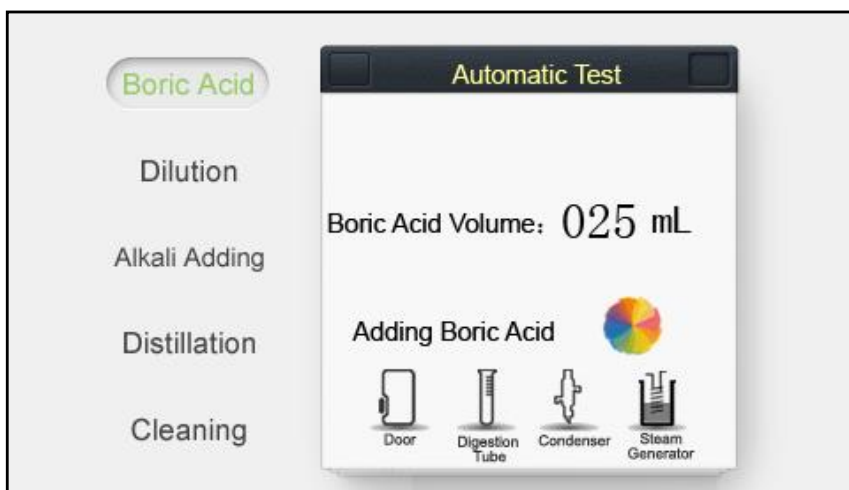 Boric Acid
Dilution
Alkali Adding
Distillation
Cleaning
Automatic Test
Boric Acid Volume: 025 mL
Adding Boric Acid
Door
Digestion
Tube
Condenser
Steam
Generator